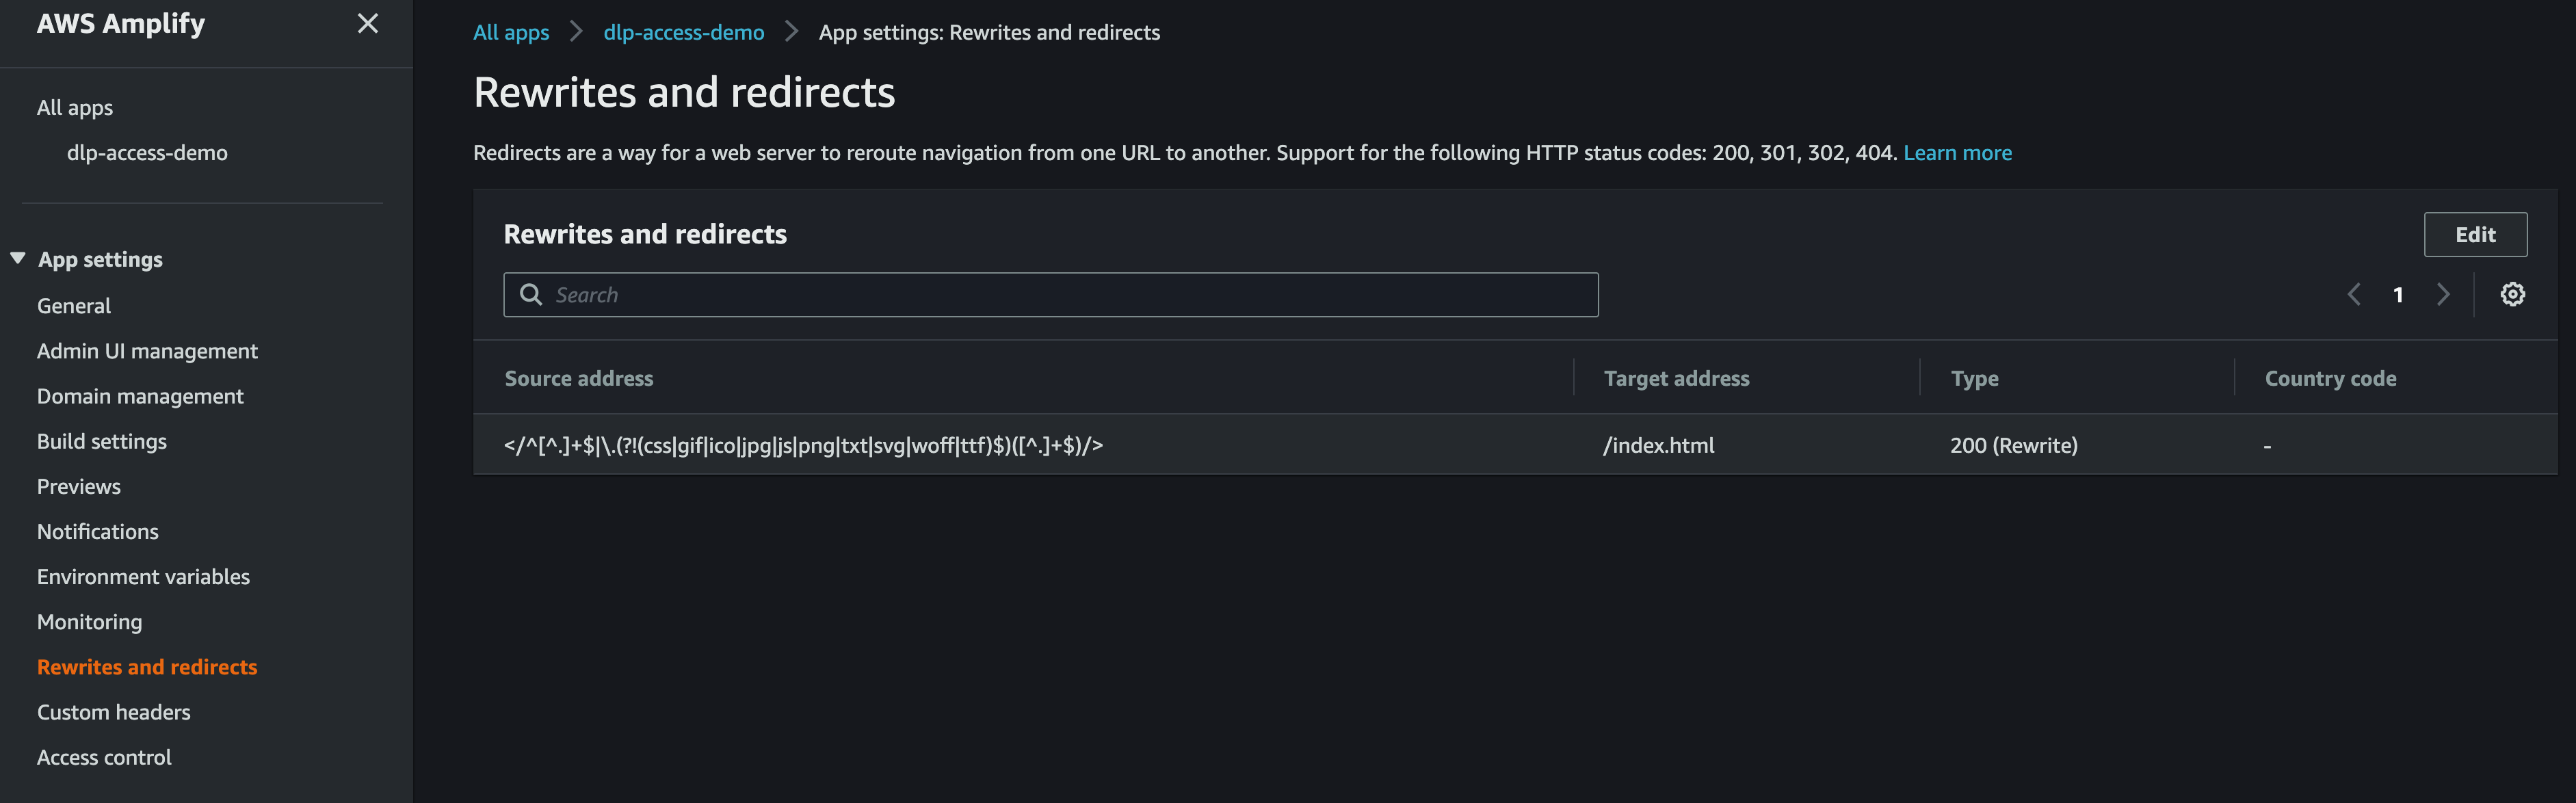 AWS Amplify
All apps
dlp-access-demo
App settings
General
Admin UI management
Domain management
Build settings
Previews
Notifications
Environment variables
Monitoring
Rewrites and redirects
Custom headers
Access control
All apps > dlp-access-demo > App settings: Rewrites and redirects
Rewrites and redirects
Redirects are a way for a web server to reroute navigation from one URL to another. Support for the following HTTP status codes: 200, 301, 302, 404. Learn more
Rewrites and redirects
Edit
Search
1
Source address Target address Type Country code
</^[^.]+$|\.(?!(css|gif|ico|jpg|js|png|txt|svg|woff|ttf)$)([^.]+$)/> /index.html 200 (Rewrite) -